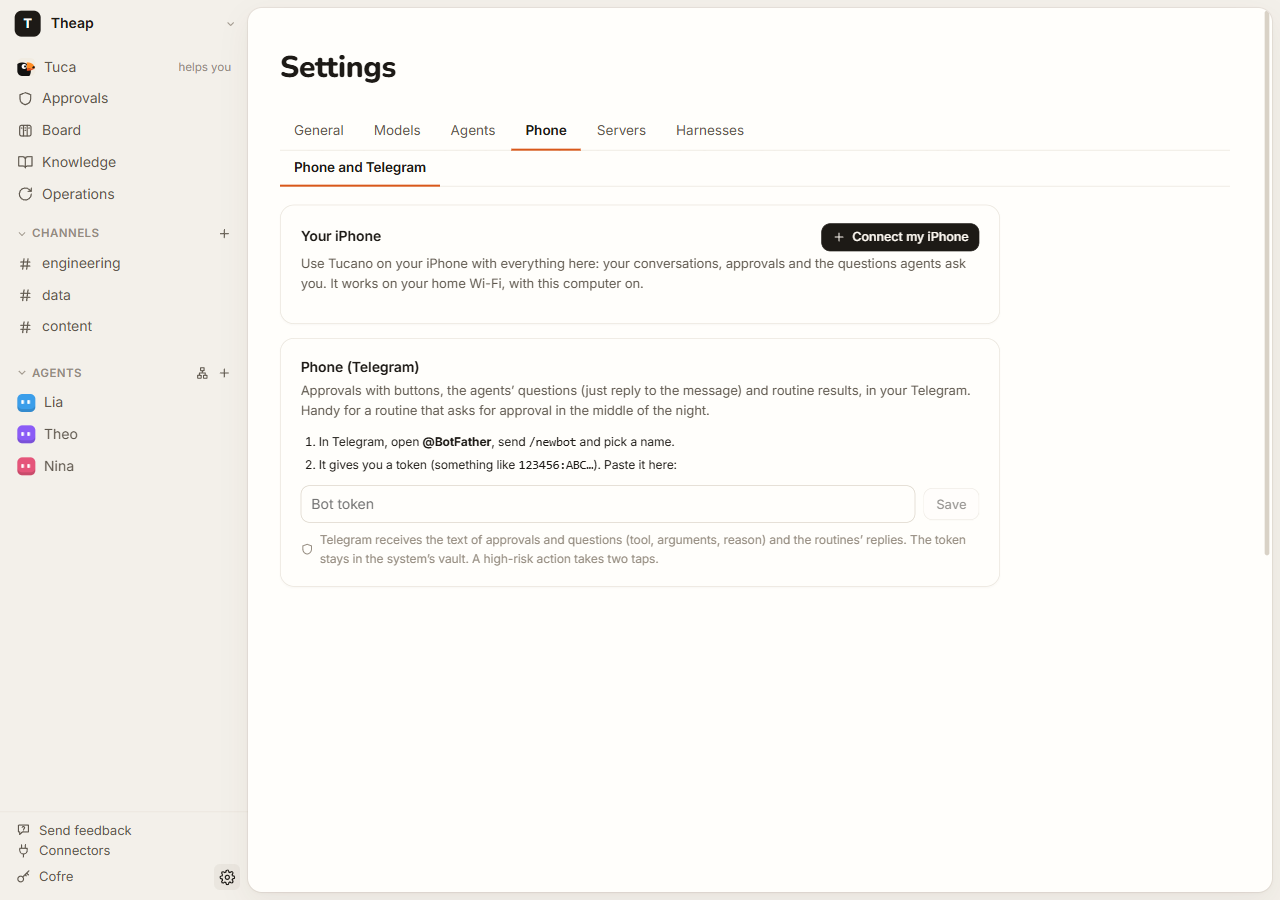 T Theap
Tuca helps you
Approvals
Board
Knowledge
Operations
CHANNELS
# engineering
# data
# content
AGENTS
Lia
Theo
Nina
Send feedback
Connectors
Cofre
Settings
General Models Agents Phone Servers Harnesses
Phone and Telegram
Your iPhone
+ Connect my iPhone
Use Tucano on your iPhone with everything here: your conversations, approvals and the questions agents ask
you. It works on your home Wi-Fi, with this computer on.
Phone (Telegram)
Approvals with buttons, the agents’ questions (just reply to the message) and routine results, in your Telegram.
Handy for a routine that asks for approval in the middle of the night.
1. In Telegram, open @BotFather, send /newbot and pick a name.
2. It gives you a token (something like 123456:ABC…). Paste it here:
Bot token
Save
Telegram receives the text of approvals and questions (tool, arguments, reason) and the routines’ replies. The token
stays in the system’s vault. A high-risk action takes two taps.